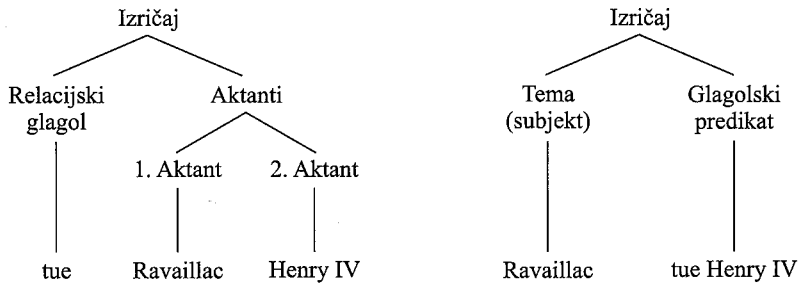 Izričaj
Relacijski
glagol
Aktanti
1. Aktant
2. Aktant
tue
Ravaillac
Henry IV
Izričaj
Tema
(subjekt)
Glagolski
predikat
Ravaillac
tue Henry IV